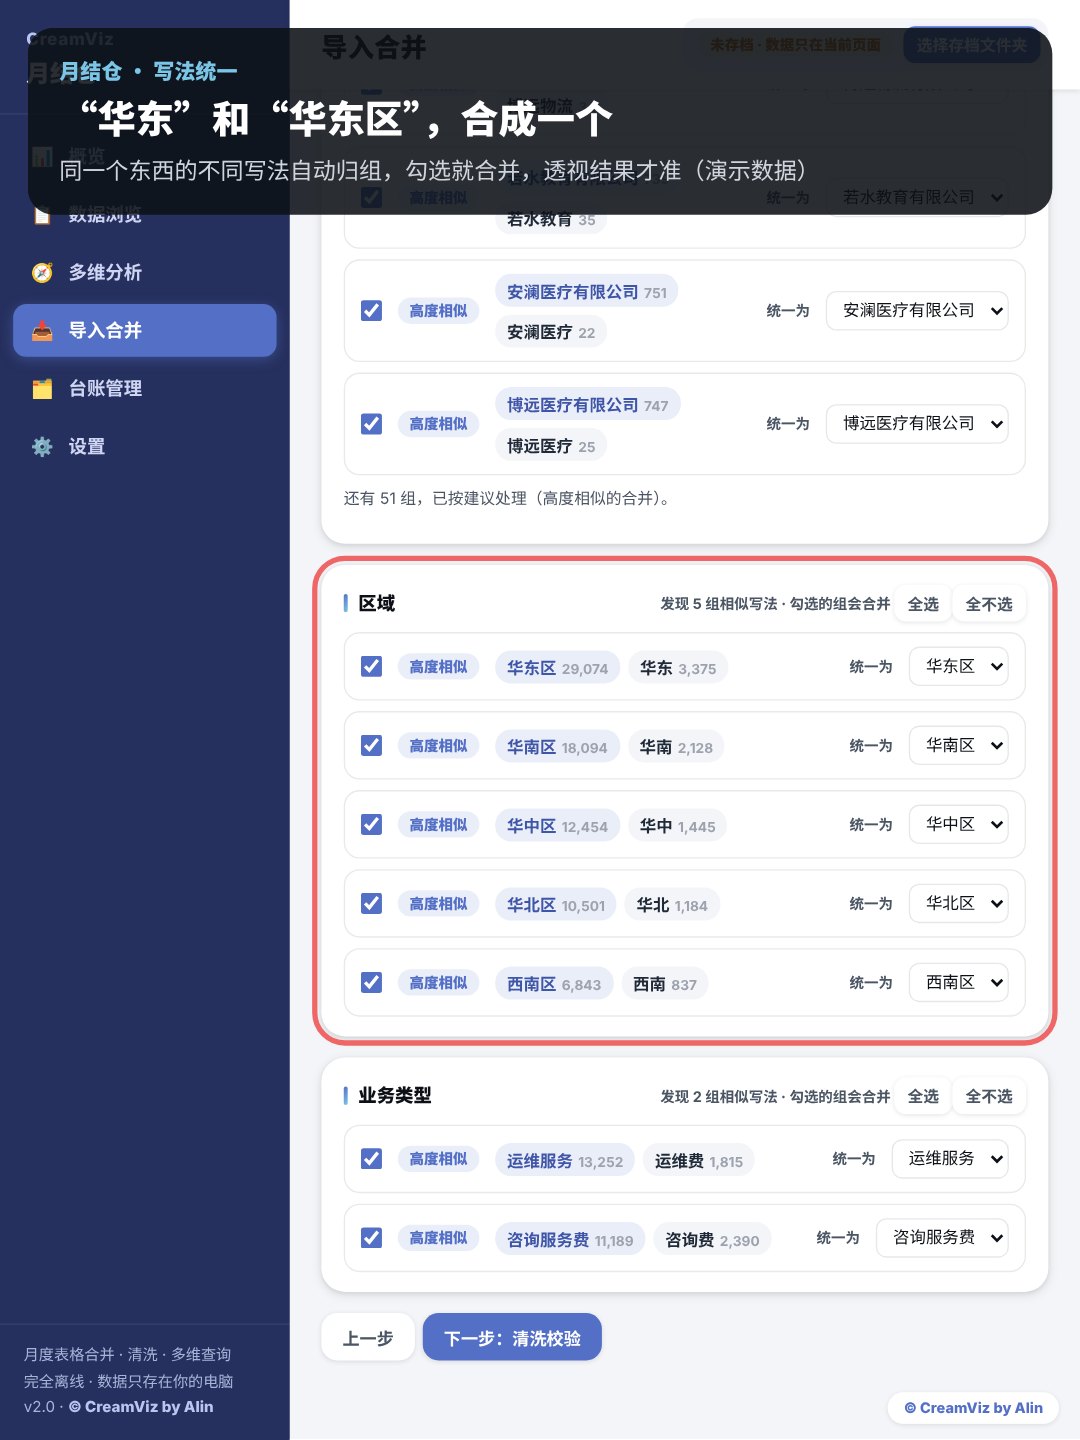 CreamViz
月结仓 · 写法统一
“华东”和“华东区”，合成一个
同一个东西的不同写法自动归组，勾选就合并，透视结果才准（演示数据）
导入合并
未存档 · 数据只在当前页面
选择存档文件夹
概览
数据浏览
多维分析
导入合并
台账管理
设置
高度相似
若水教育 35
统一为
若水教育有限公司
高度相似
安澜医疗有限公司 751
安澜医疗 22
统一为
安澜医疗有限公司
高度相似
博远医疗有限公司 747
博远医疗 25
统一为
博远医疗有限公司
还有 51 组，已按建议处理（高度相似的合并）。
区域
发现 5 组相似写法 · 勾选的组会合并
全选
全不选
高度相似 华东区 29,074 华东 3,375 统一为 华东区
高度相似 华南区 18,094 华南 2,128 统一为 华南区
高度相似 华中区 12,454 华中 1,445 统一为 华中区
高度相似 华北区 10,501 华北 1,184 统一为 华北区
高度相似 西南区 6,843 西南 837 统一为 西南区
业务类型
发现 2 组相似写法 · 勾选的组会合并
全选
全不选
高度相似 运维服务 13,252 运维费 1,815 统一为 运维服务
高度相似 咨询服务费 11,189 咨询费 2,390 统一为 咨询服务费
上一步
下一步：清洗校验
月度表格合并 · 清洗 · 多维查询
完全离线 · 数据只存在你的电脑
v2.0 · © CreamViz by Alin
© CreamViz by Alin